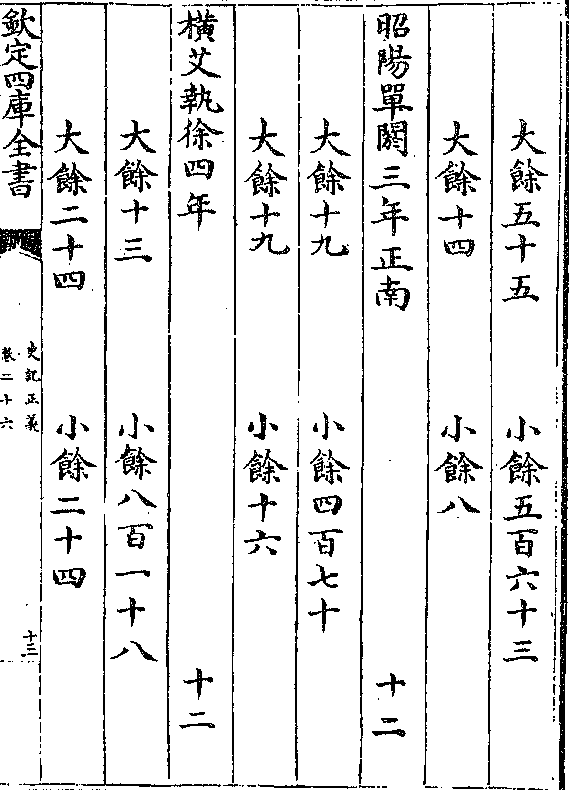 大餘五十五 小餘五百六十三
大餘十四 小餘八
昭陽單閼三年正南 十二
大餘十九 小餘四百七十
大餘十九 小餘十六
橫艾執徐四年 十二
大餘十三 小餘八百一十八
大餘二十四 小餘二十四
欽定四庫全書
史記正義
卷二十六
十三